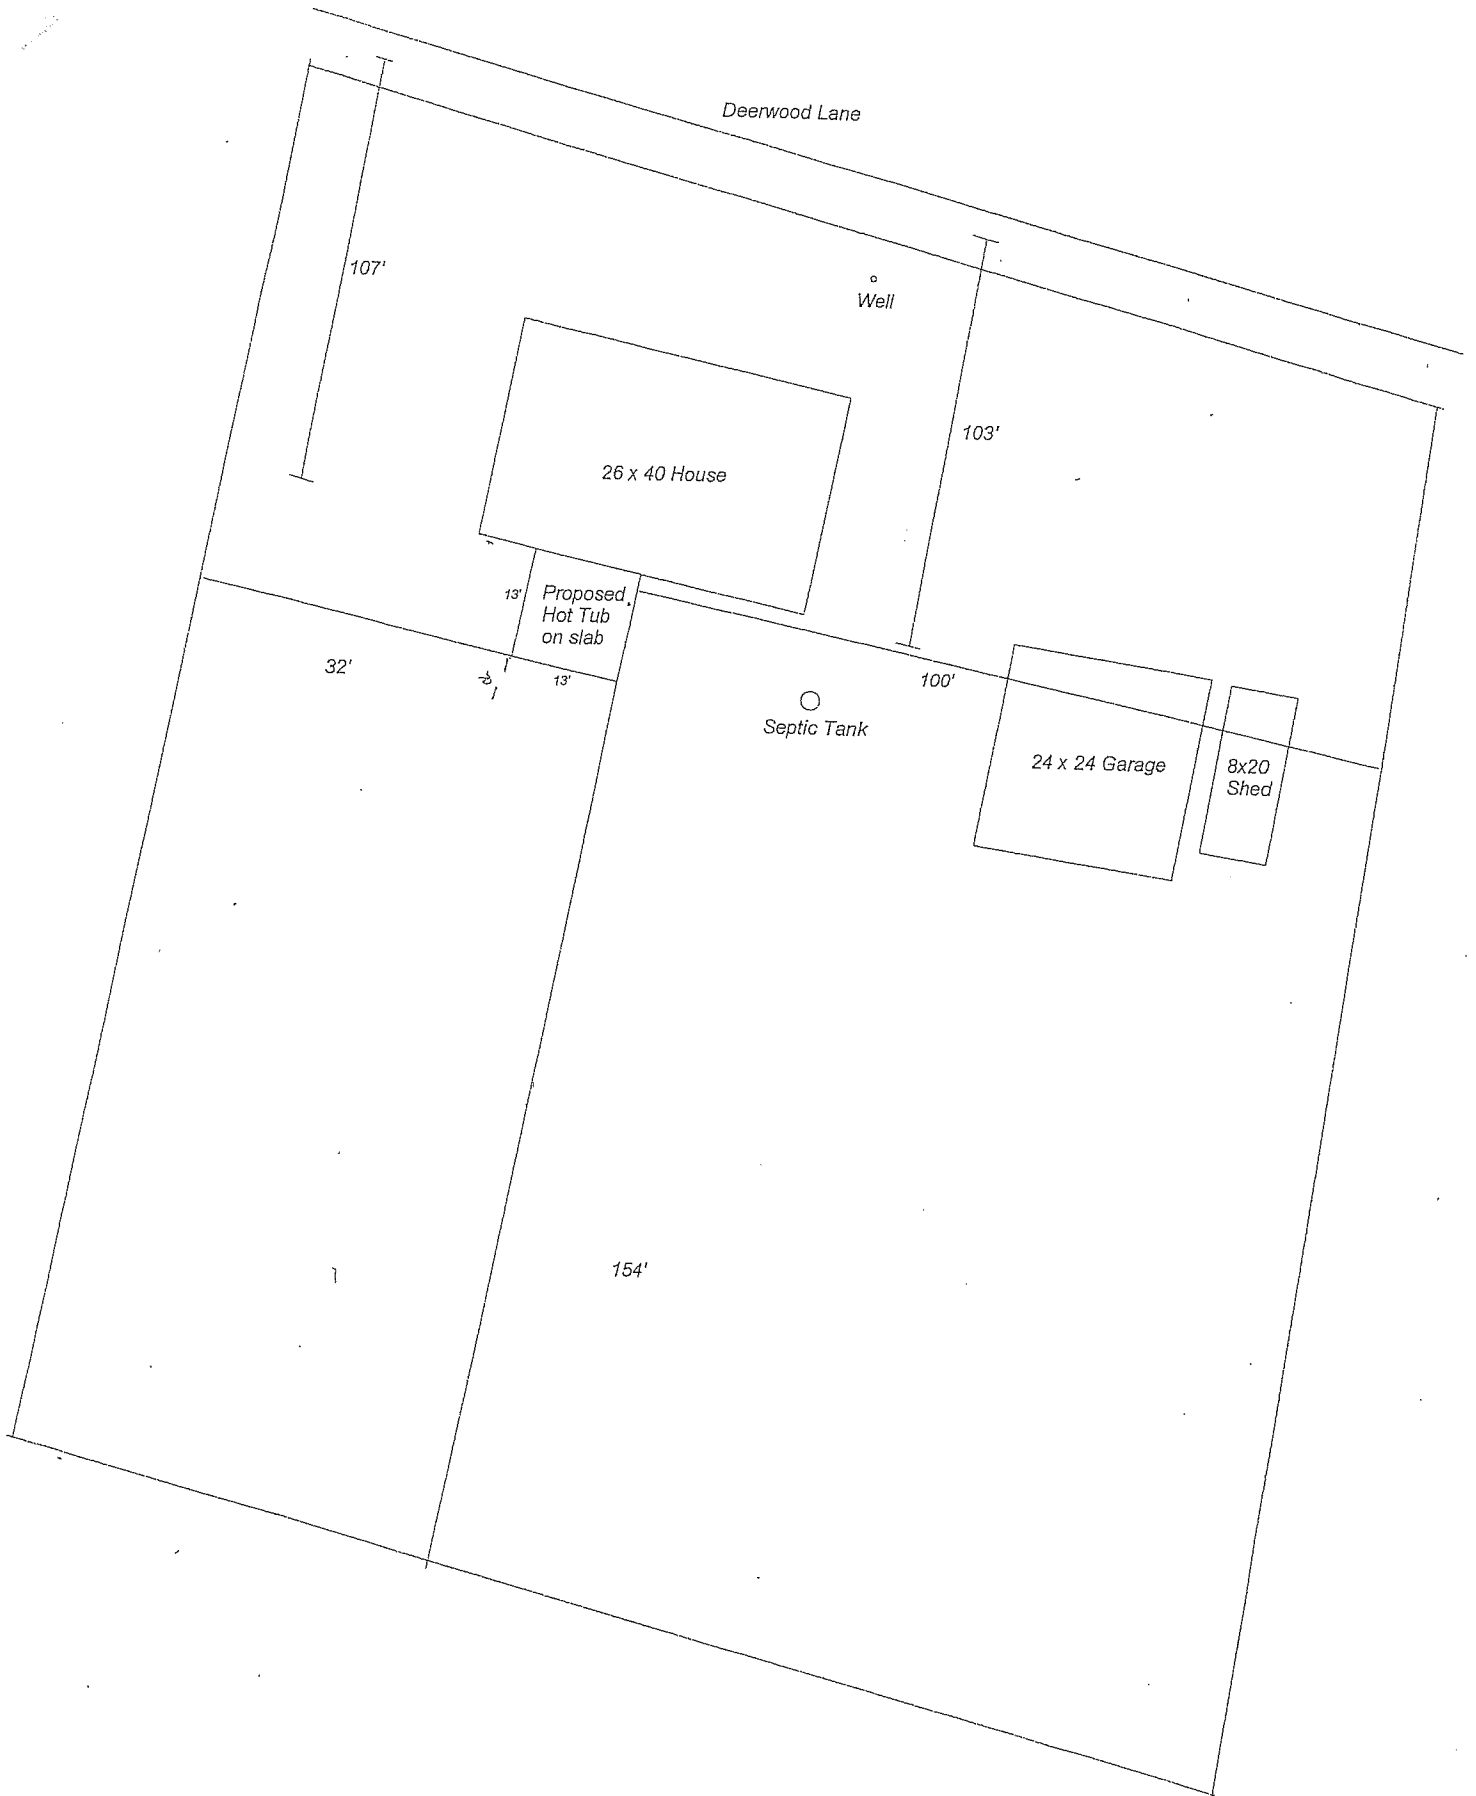 Deerwood Lane
107'
Well
103'
26 x 40 House
13'
Proposed
Hot Tub
on slab
32'
13'
100'
Septic Tank
24 x 24 Garage
8x20
Shed
154'